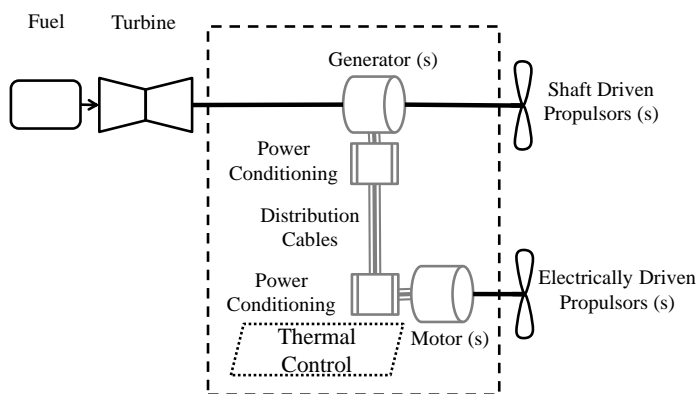 Fuel
Turbine
Generator (s)
Shaft Driven
Propulsors (s)
Power
Conditioning
Distribution
Cables
Power
Conditioning
Electrically Driven
Propulsors (s)
Thermal
Control
Motor (s)